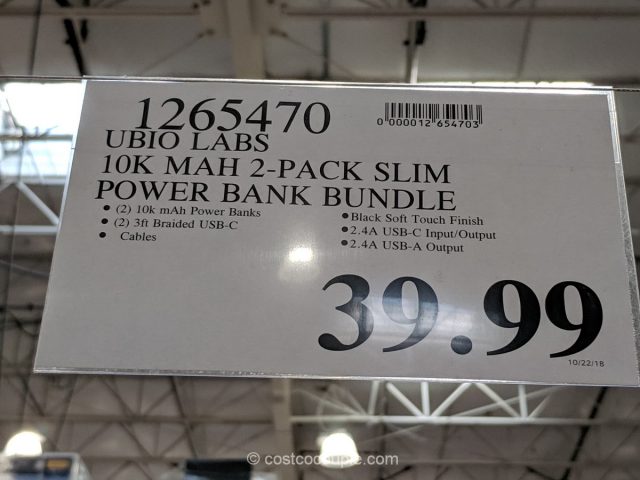 1265470
0"000012"654703"
UBIO LABS
10K MAH 2-PACK SLIM
POWER BANK BUNDLE
• (2) 10k mAh Power Banks
• (2) 3ft Braided USB-C
• Cables
•Black Soft Touch Finish
•2.4A USB-C Input/Output
•2.4A USB-A Output
39.99
10/22/18
© costcocouple.com